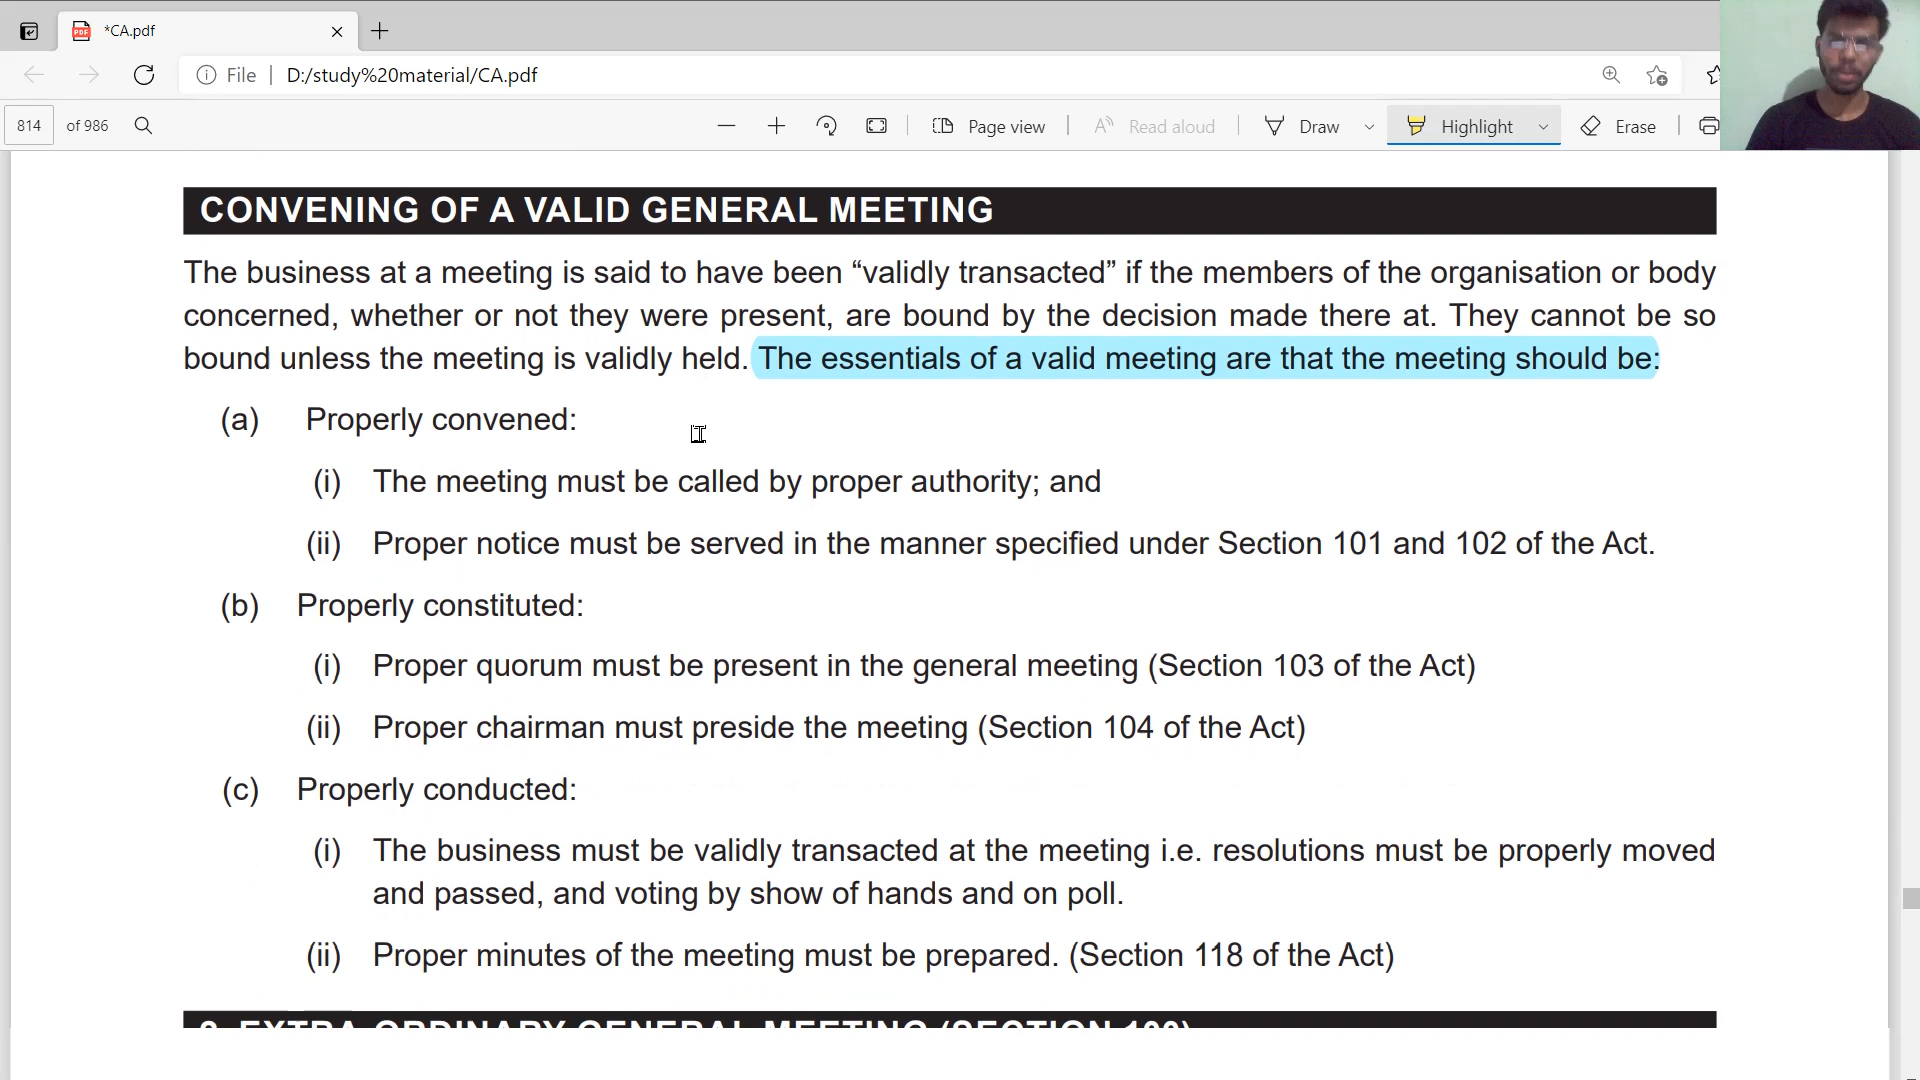 *CA.pdf
File | D:/study%20material/CA.pdf
814 of 986
Page view
Read aloud
Draw
Highlight
Erase
CONVENING OF A VALID GENERAL MEETING
The business at a meeting is said to have been “validly transacted” if the members of the organisation or body
concerned, whether or not they were present, are bound by the decision made there at. They cannot be so
bound unless the meeting is validly held. The essentials of a valid meeting are that the meeting should be:
(a) Properly convened:
(i) The meeting must be called by proper authority; and
(ii) Proper notice must be served in the manner specified under Section 101 and 102 of the Act.
(b) Properly constituted:
(i) Proper quorum must be present in the general meeting (Section 103 of the Act)
(ii) Proper chairman must preside the meeting (Section 104 of the Act)
(c) Properly conducted:
(i) The business must be validly transacted at the meeting i.e. resolutions must be properly moved
and passed, and voting by show of hands and on poll.
(ii) Proper minutes of the meeting must be prepared. (Section 118 of the Act)
EXTRA ORDINARY GENERAL MEETING (SECTION